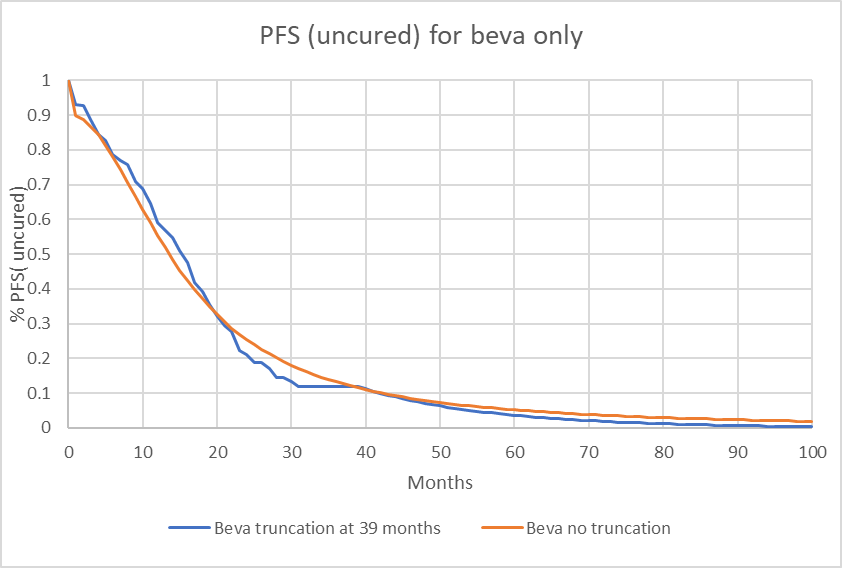 PFS (uncured) for beva only
% PFS( uncured)
1
0.9
0.8
0.7
0.6
0.5
0.4
0.3
0.2
0.1
0
0 10 20 30 40 50 60 70 80 90 100
Months
Beva truncation at 39 months Beva no truncation